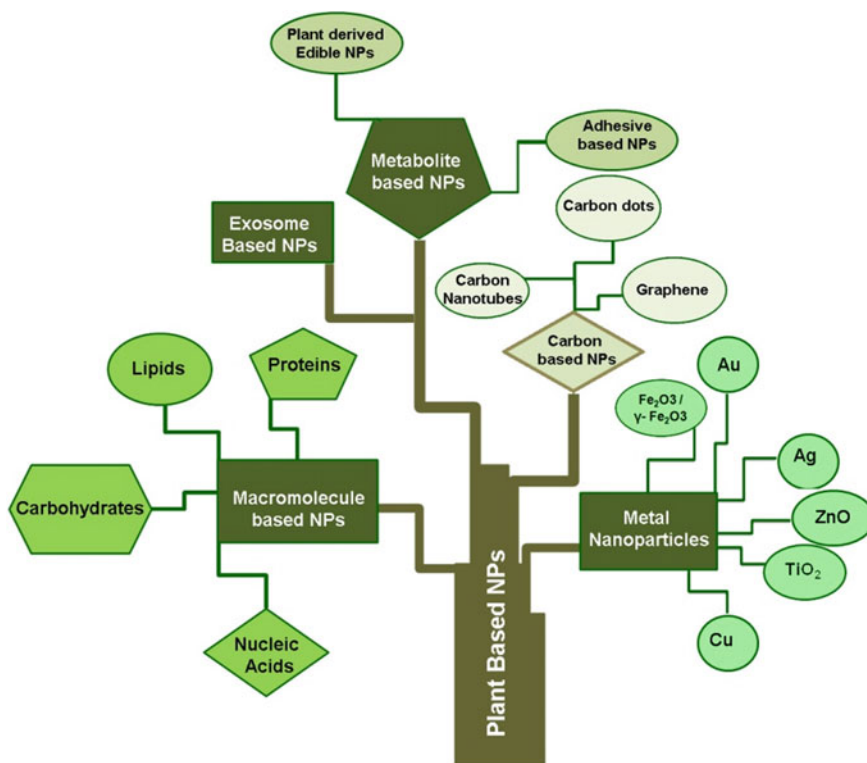 Plant derived
Edible NPs
Metabolite
based NPs
Adhesive
based NPs
Exosome
Based NPs
Carbon dots
Carbon
Nanotubes
Graphene
Carbon
based NPs
Lipids
Proteins
Carbohydrates
Macromolecule
based NPs
Nucleic
Acids
Fe₂O3 /
γ- Fe₂O3
Au
Ag
ZnO
TiO₂
Cu
Metal
Nanoparticles
Plant Based NPs